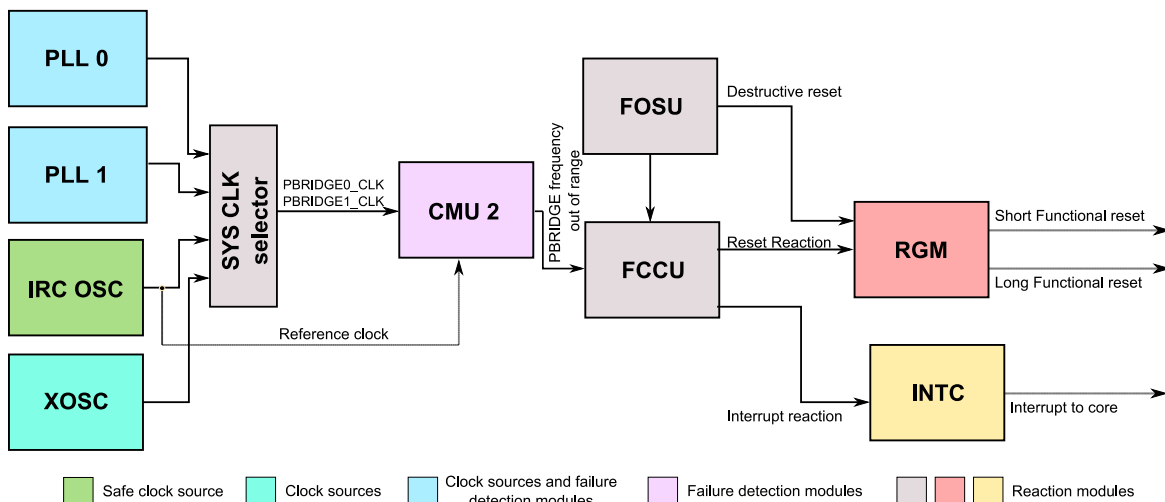 PLL 0
PLL 1
IRC OSC
XOSC
SYS CLK
selector
PBRIDGE0_CLK
PBRIDGE1_CLK
Reference clock
CMU 2
PBRIDGE frequency
out of range
FOSU
FCCU
Destructive reset
Reset Reaction
Interrupt reaction
RGM
INTC
Short Functional reset
Long Functional reset
Interrupt to core
Safe clock source
Clock sources
Clock sources and failure
detection modules
Failure detection modules
Reaction modules